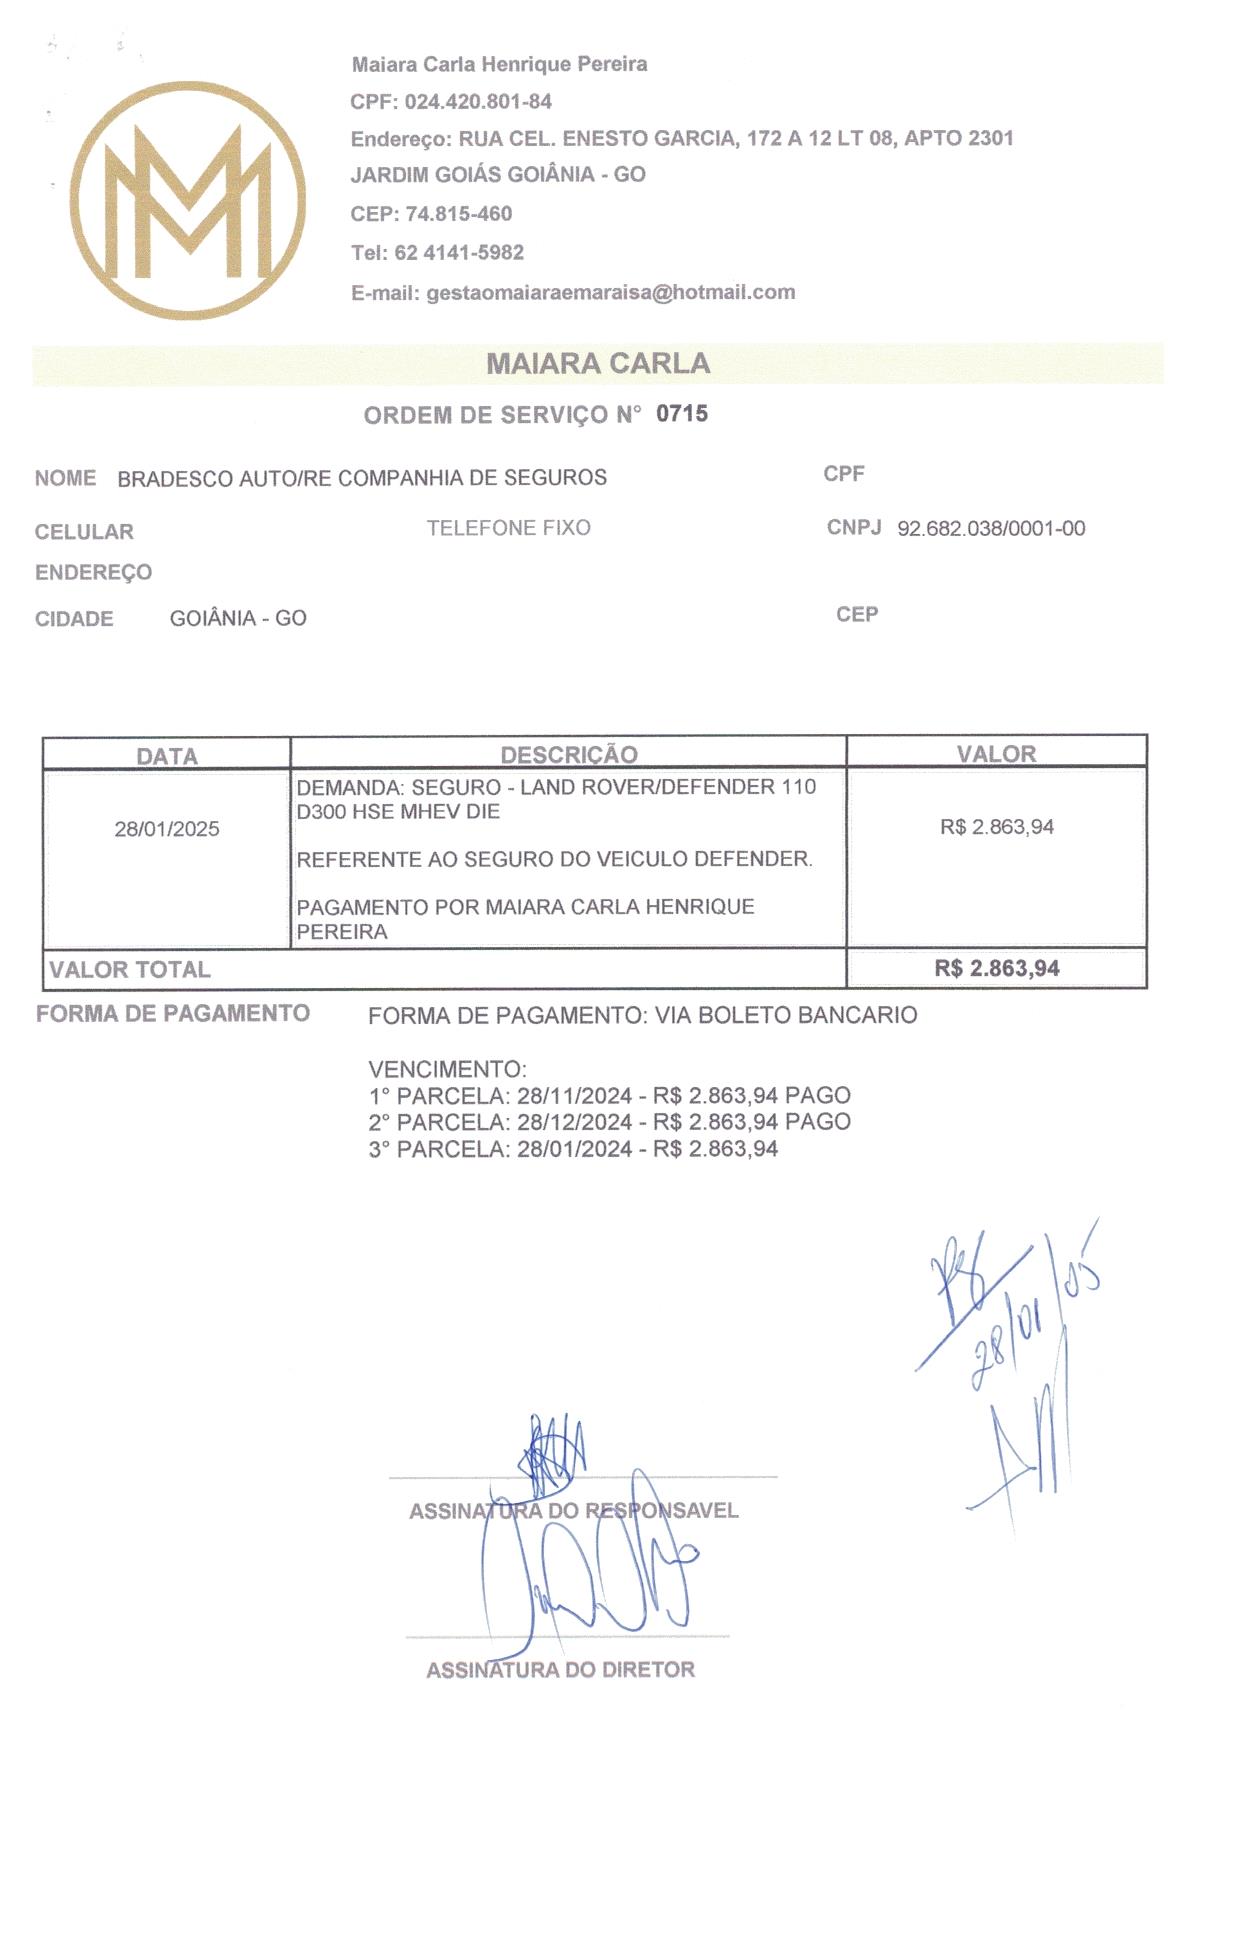 Maiara Carla Henrique Pereira
CPF: 024.420.801-84
Endereço: RUA CEL. ENESTO GARCIA, 172 A 12 LT 08, APTO 2301
JARDIM GOIÁS GOIÂNIA - GO
CEP: 74.815-460
Tel: 62 4141-5982
E-mail: gestaomaiaraemaraisa@hotmail.com
MAIARA CARLA
ORDEM DE SERVIÇO N° 0715
NOME BRADESCO AUTO/RE COMPANHIA DE SEGUROS CPF
CELULAR TELEFONE FIXO CNPJ 92.682.038/0001-00
ENDEREÇO
CIDADE GOIÂNIA - GO CEP
DATA DESCRIÇÃO VALOR
DEMANDA: SEGURO - LAND ROVER/DEFENDER 110
D300 HSE MHEV DIE
28/01/2025 R$ 2.863,94
REFERENTE AO SEGURO DO VEICULO DEFENDER.
PAGAMENTO POR MAIARA CARLA HENRIQUE
PEREIRA
VALOR TOTAL R$ 2.863,94
FORMA DE PAGAMENTO FORMA DE PAGAMENTO: VIA BOLETO BANCARIO
VENCIMENTO:
1° PARCELA: 28/11/2024 - R$ 2.863,94 PAGO
2° PARCELA: 28/12/2024 - R$ 2.863,94 PAGO
3° PARCELA: 28/01/2024 - R$ 2.863,94
28/01/05
ASSINATURA DO RESPONSAVEL
ASSINATURA DO DIRETOR